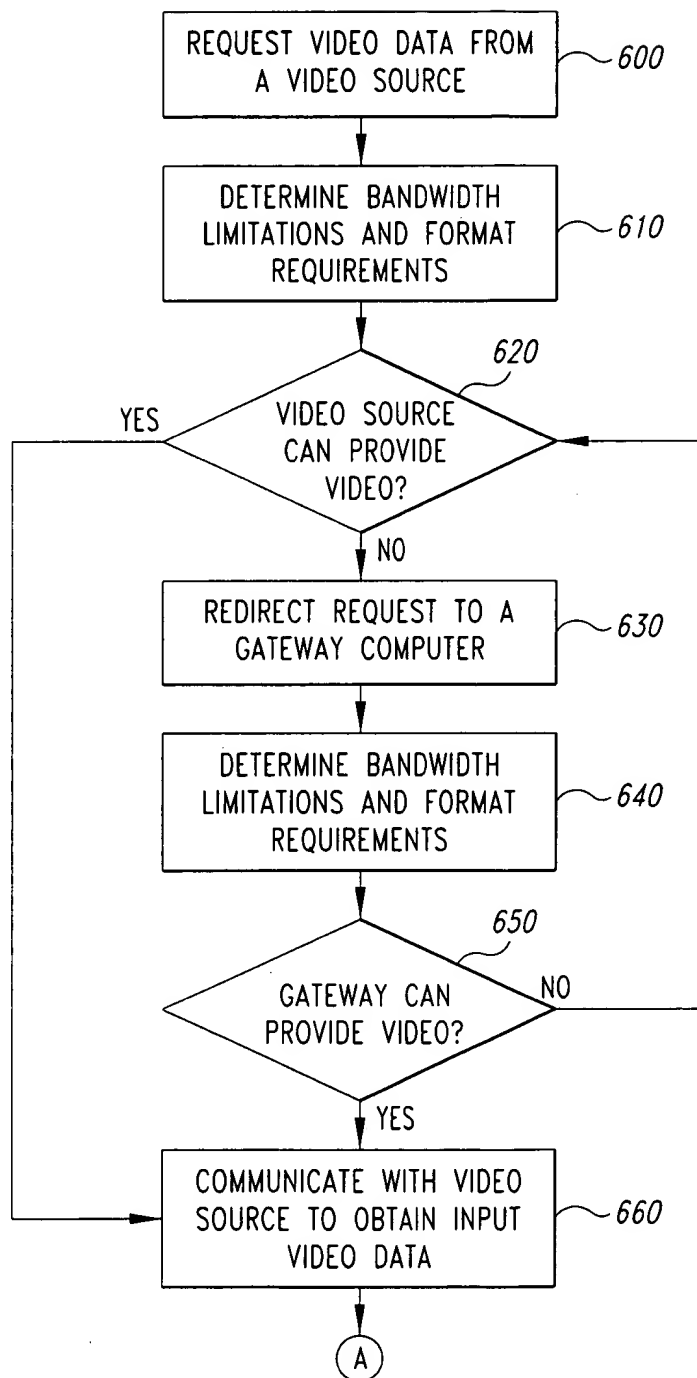 REQUEST VIDEO DATA FROM
A VIDEO SOURCE
600
DETERMINE BANDWIDTH
LIMITATIONS AND FORMAT
REQUIREMENTS
610
620
YES
VIDEO SOURCE
CAN PROVIDE
VIDEO?
NO
REDIRECT REQUEST TO A
GATEWAY COMPUTER
630
DETERMINE BANDWIDTH
LIMITATIONS AND FORMAT
REQUIREMENTS
640
650
NO
GATEWAY CAN
PROVIDE VIDEO?
YES
COMMUNICATE WITH VIDEO
SOURCE TO OBTAIN INPUT
VIDEO DATA
660
A